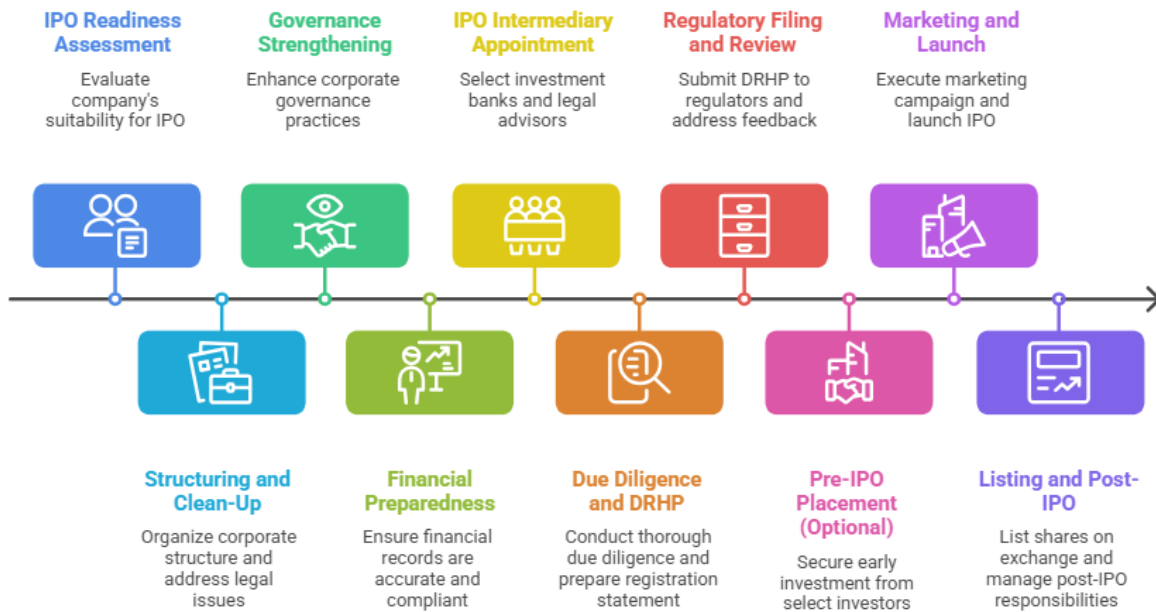 IPO Readiness
Assessment
Evaluate
company's
suitability for IPO
Governance
Strengthening
Enhance corporate
governance
practices
IPO Intermediary
Appointment
Select investment
banks and legal
advisors
Regulatory Filing
and Review
Submit DRHP to
regulators and
address feedback
Marketing and
Launch
Execute marketing
campaign and
launch IPO
Structuring and
Clean-Up
Organize corporate
structure and
address legal
issues
Financial
Preparedness
Ensure financial
records are
accurate and
compliant
Due Diligence
and DRHP
Conduct thorough
due diligence and
prepare registration
statement
Pre-IPO
Placement
(Optional)
Secure early
investment from
select investors
Listing and Post-
IPO
List shares on
exchange and
manage post-IPO
responsibilities